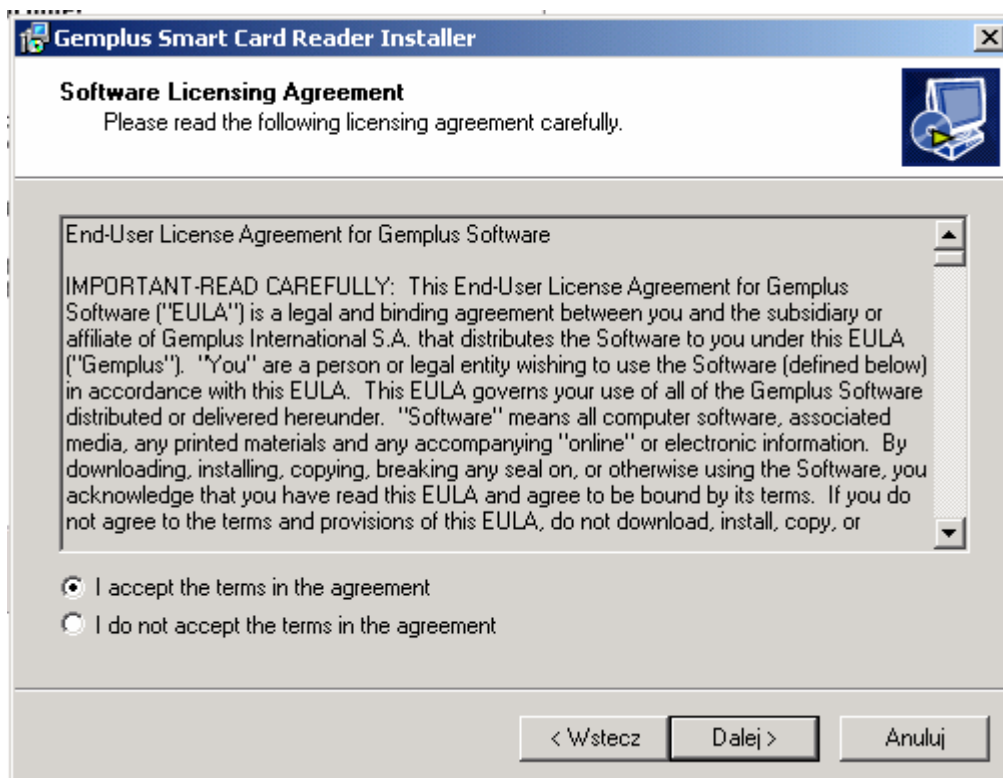 Gemplus Smart Card Reader Installer
Software Licensing Agreement
Please read the following licensing agreement carefully.
End-User License Agreement for Gemplus Software
IMPORTANT-READ CAREFULLY:  This End-User License Agreement for Gemplus
Software ("EULA") is a legal and binding agreement between you and the subsidiary or
affiliate of Gemplus International S.A. that distributes the Software to you under this EULA
("Gemplus").  "You" are a person or legal entity wishing to use the Software (defined below)
in accordance with this EULA.  This EULA governs your use of all of the Gemplus Software
distributed or delivered hereunder.  "Software" means all computer software, associated
media, any printed materials and any accompanying "online" or electronic information.  By
downloading, installing, copying, breaking any seal on, or otherwise using the Software, you
acknowledge that you have read this EULA and agree to be bound by its terms.  If you do
not agree to the terms and provisions of this EULA, do not download, install, copy, or
I accept the terms in the agreement
I do not accept the terms in the agreement
< Wstecz
Dalej >
Anuluj